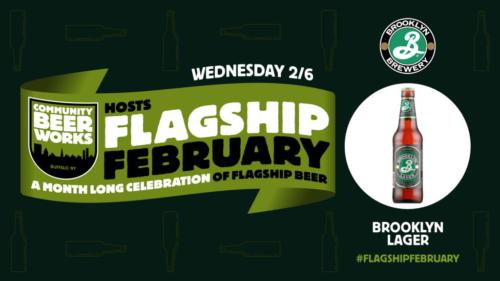 WEDNESDAY 2/6
COMMUNITY
BEER
WORKS
BUFFALO, NY
HOSTS
FLAGSHIP
FEBRUARY
A MONTH LONG CELEBRATION OF FLAGSHIP BEER
BROOKLYN
B
BREWERY
BROOKLYN
LAGER
#FLAGSHIPFEBRUARY